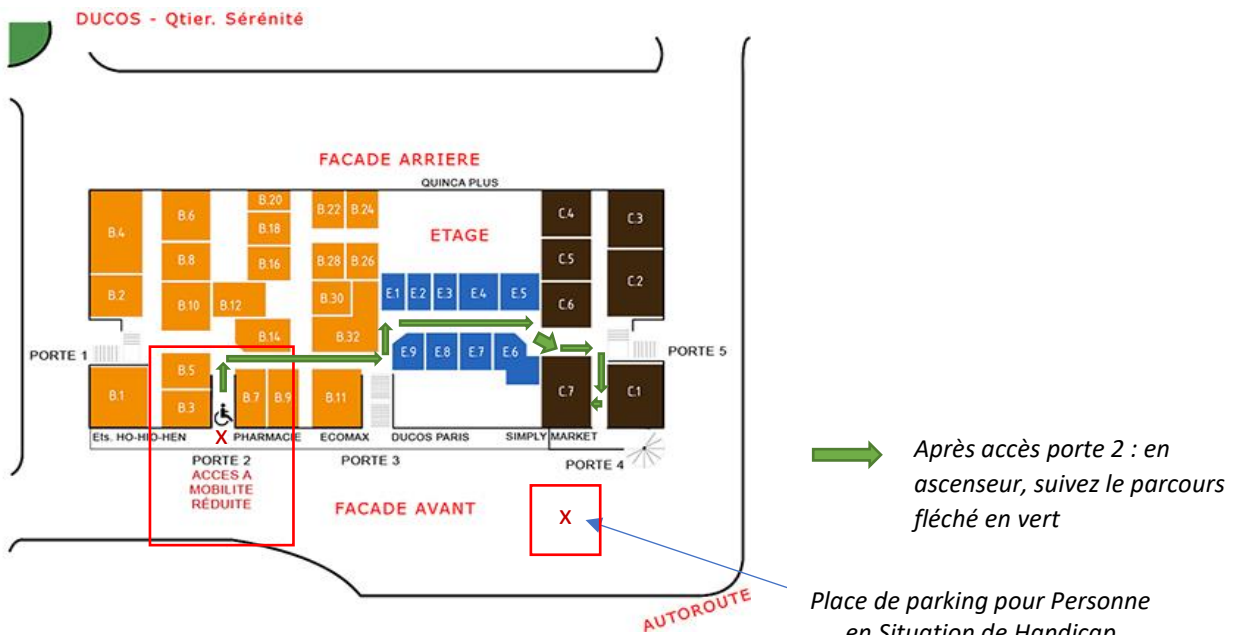 DUCOS - Qtier. Sérénité
FACADE ARRIERE
QUINCA PLUS
B.4
B.6
B.20
B.22
B.24
C.4
C.3
B.18
ETAGE
B.8
B.16
B.28
B.26
C.5
B.2
B.10
B.12
B.30
E.1
E.2
E.3
E.4
E.5
C.6
C.2
B.14
B.32
PORTE 1
B.5
E.9
E.8
E.7
E.6
PORTE 5
B.1
B.3
B.7
B.9
B.11
C.7
C.1
X
Ets. HO-HIO-HEN
PHARMACIE
ECOMAX
DUCOS PARIS
SIMPLY MARKET
PORTE 2
ACCES A
MOBILITE
RÉDUITE
PORTE 3
PORTE 4
FACADE AVANT
X
AUTOROUTE
Après accès porte 2 : en
ascenseur, suivez le parcours
fléché en vert
Place de parking pour Personne
en Situation de Handicap